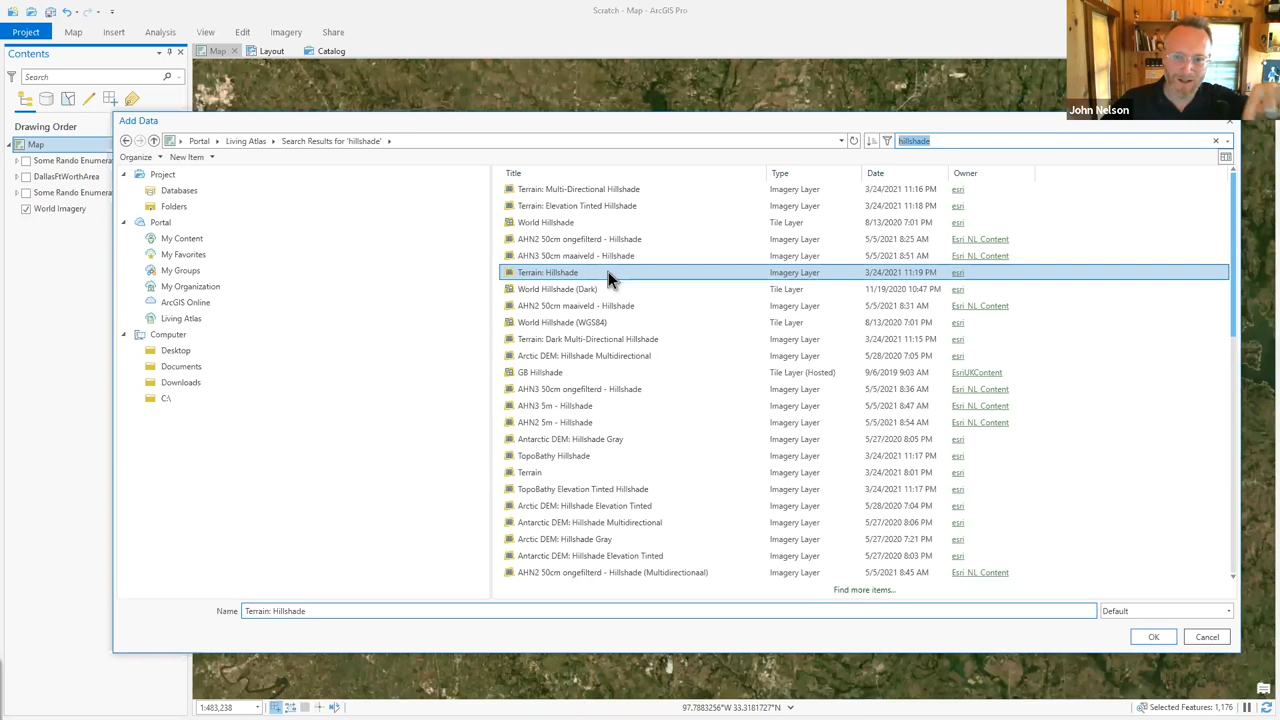 Scratch - Map - ArcGIS Pro
Project Map Insert Analysis View Edit Imagery Share
Contents
Map Layout Catalog
Search
Drawing Order
Map
Some Rando Enumera
DallasFtWorthArea
Some Rando Enumera
World Imagery
John Nelson
Add Data
Portal Living Atlas Search Results for 'hillshade'
hillshade
Organize New Item
Project
Databases
Folders
Portal
My Content
My Favorites
My Groups
My Organization
ArcGIS Online
Living Atlas
Computer
Desktop
Documents
Downloads
C:\
Title Type Date Owner
Terrain: Multi-Directional Hillshade Imagery Layer 3/24/2021 11:16 PM esri
Terrain: Elevation Tinted Hillshade Imagery Layer 3/24/2021 11:18 PM esri
World Hillshade Tile Layer 8/13/2020 7:01 PM esri
AHN2 50cm ongefilterd - Hillshade Imagery Layer 5/5/2021 8:25 AM Esri_NL_Content
AHN3 50cm maaiveld - Hillshade Imagery Layer 5/5/2021 8:51 AM Esri_NL_Content
Terrain: Hillshade Imagery Layer 3/24/2021 11:19 PM esri
World Hillshade (Dark) Tile Layer 11/19/2020 10:47 PM esri
AHN2 50cm maaiveld - Hillshade Imagery Layer 5/5/2021 8:31 AM Esri_NL_Content
World Hillshade (WGS84) Tile Layer 8/13/2020 7:01 PM esri
Terrain: Dark Multi-Directional Hillshade Imagery Layer 3/24/2021 11:15 PM esri
Arctic DEM: Hillshade Multidirectional Imagery Layer 5/28/2020 7:05 PM esri
GB Hillshade Tile Layer (Hosted) 9/6/2019 9:03 AM EsriUKContent
AHN3 50cm ongefilterd - Hillshade Imagery Layer 5/5/2021 8:36 AM Esri_NL_Content
AHN3 5m - Hillshade Imagery Layer 5/5/2021 8:47 AM Esri_NL_Content
AHN2 5m - Hillshade Imagery Layer 5/5/2021 8:54 AM Esri_NL_Content
Antarctic DEM: Hillshade Gray Imagery Layer 5/27/2020 8:05 PM esri
TopoBathy Hillshade Imagery Layer 3/24/2021 11:17 PM esri
Terrain Imagery Layer 3/24/2021 8:01 PM esri
TopoBathy Elevation Tinted Hillshade Imagery Layer 3/24/2021 11:17 PM esri
Arctic DEM: Hillshade Elevation Tinted Imagery Layer 5/28/2020 7:04 PM esri
Antarctic DEM: Hillshade Multidirectional Imagery Layer 5/27/2020 8:06 PM esri
Arctic DEM: Hillshade Gray Imagery Layer 5/27/2020 7:21 PM esri
Antarctic DEM: Hillshade Elevation Tinted Imagery Layer 5/27/2020 8:03 PM esri
AHN2 50cm ongefilterd - Hillshade (Multidirectionaal) Imagery Layer 5/5/2021 8:45 AM Esri_NL_Content
Find more items...
Name Terrain: Hillshade Default
OK Cancel
1:483,238 97.7883256°W 33.3181727°N Selected Features: 1,176